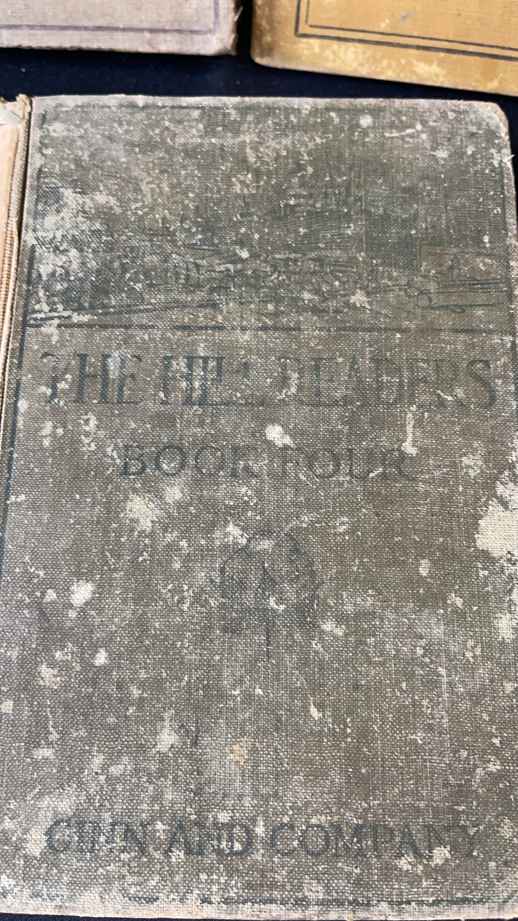 THE HILL READERS
BOOK FOUR
GINN AND COMPANY